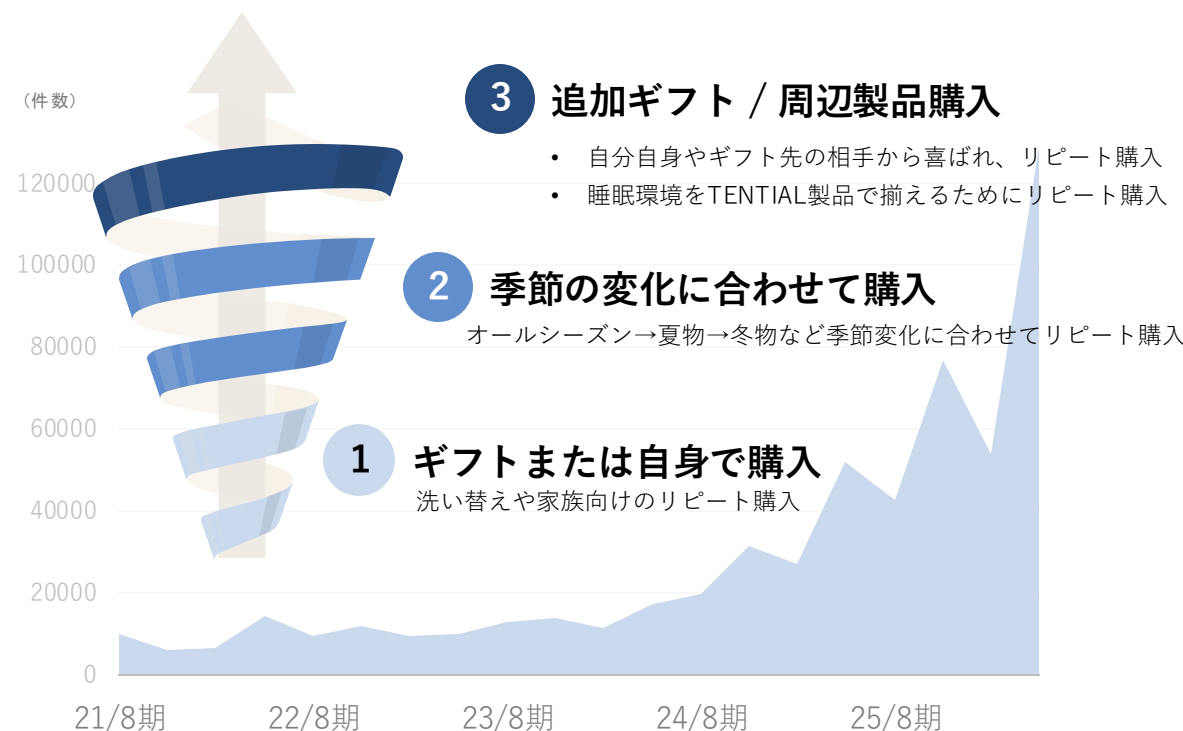 （件数）
3 追加ギフト / 周辺製品購入
• 自分自身やギフト先の相手から喜ばれ、リピート購入
• 睡眠環境をTENTIAL製品で揃えるためにリピート購入
2 季節の変化に合わせて購入
オールシーズン→夏物→冬物など季節変化に合わせてリピート購入
1 ギフトまたは自身で購入
洗い替えや家族向けのリピート購入
120000
100000
80000
60000
40000
20000
0
21/8期 22/8期 23/8期 24/8期 25/8期